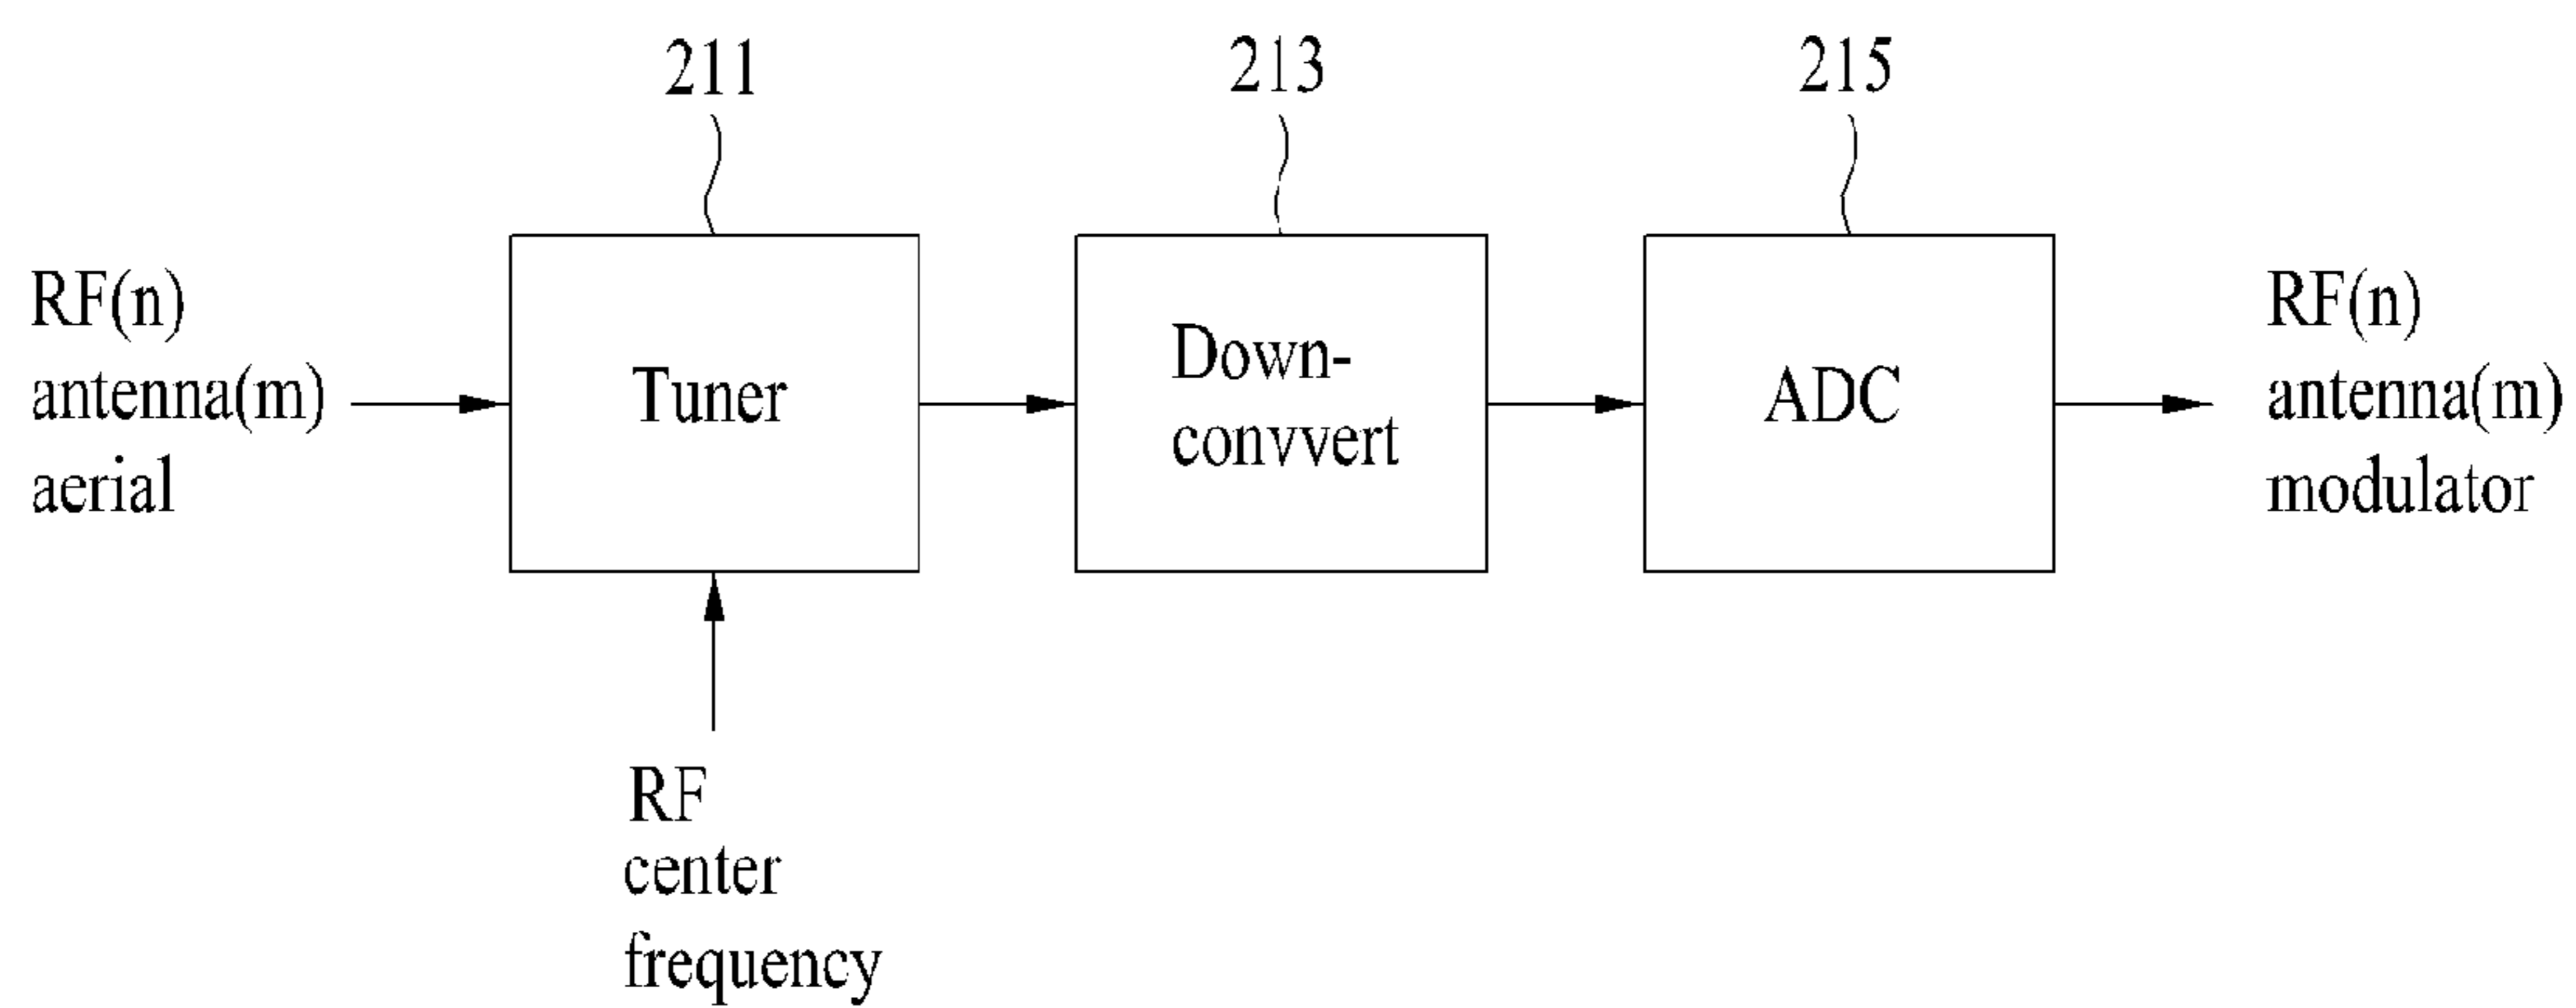 211
213
215
RF(n)
antenna(m)
aerial
Tuner
Down-
convvert
ADC
RF(n)
antenna(m)
modulator
RF
center
frequency